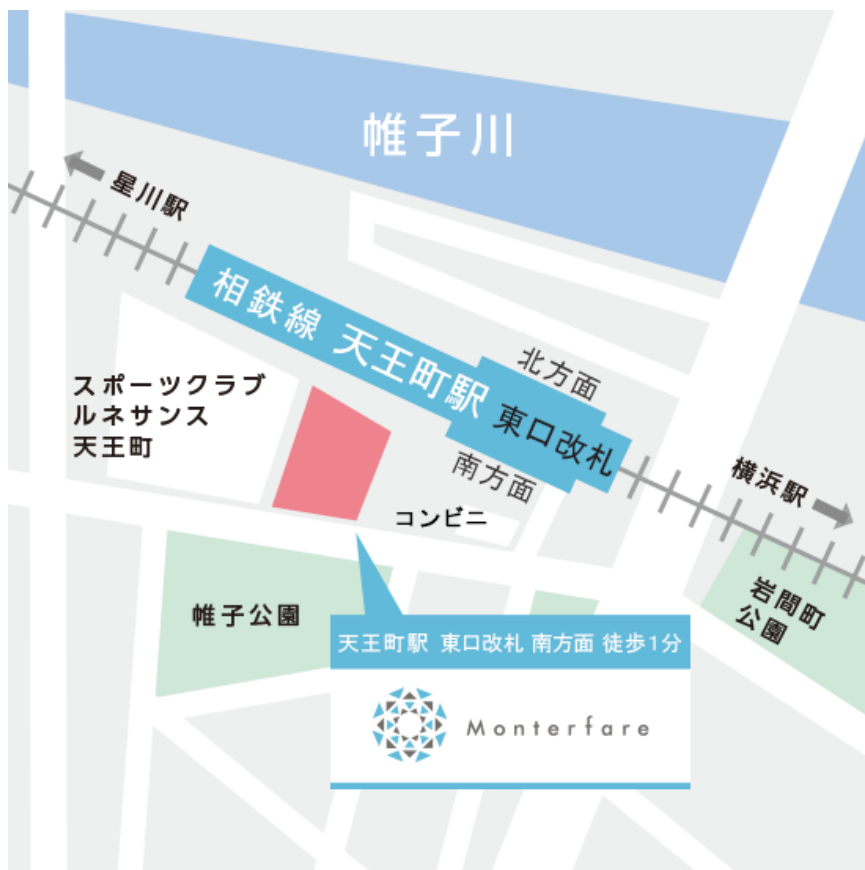 帷子川
星川駅
相鉄線 天王町駅
北方面
東口改札
南方面
横浜駅
スポーツクラブ
ルネサンス
天王町
コンビニ
帷子公園
岩間町
公園
天王町駅 東口改札 南方面 徒歩1分
Monterfare